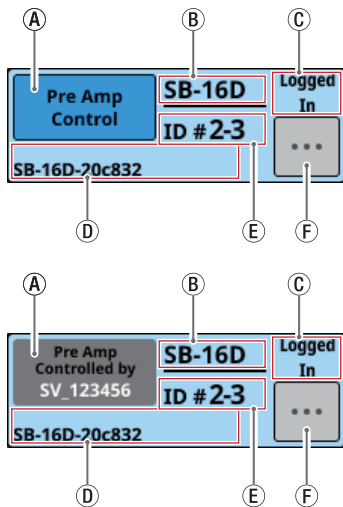 A
B
C
Pre Amp
Control
SB-16D
Logged
In
ID # 2-3
SB-16D-20c832
D
E
F
A
B
C
Pre Amp
Controlled by
SV_123456
SB-16D
Logged
In
ID # 2-3
SB-16D-20c832
D
E
F